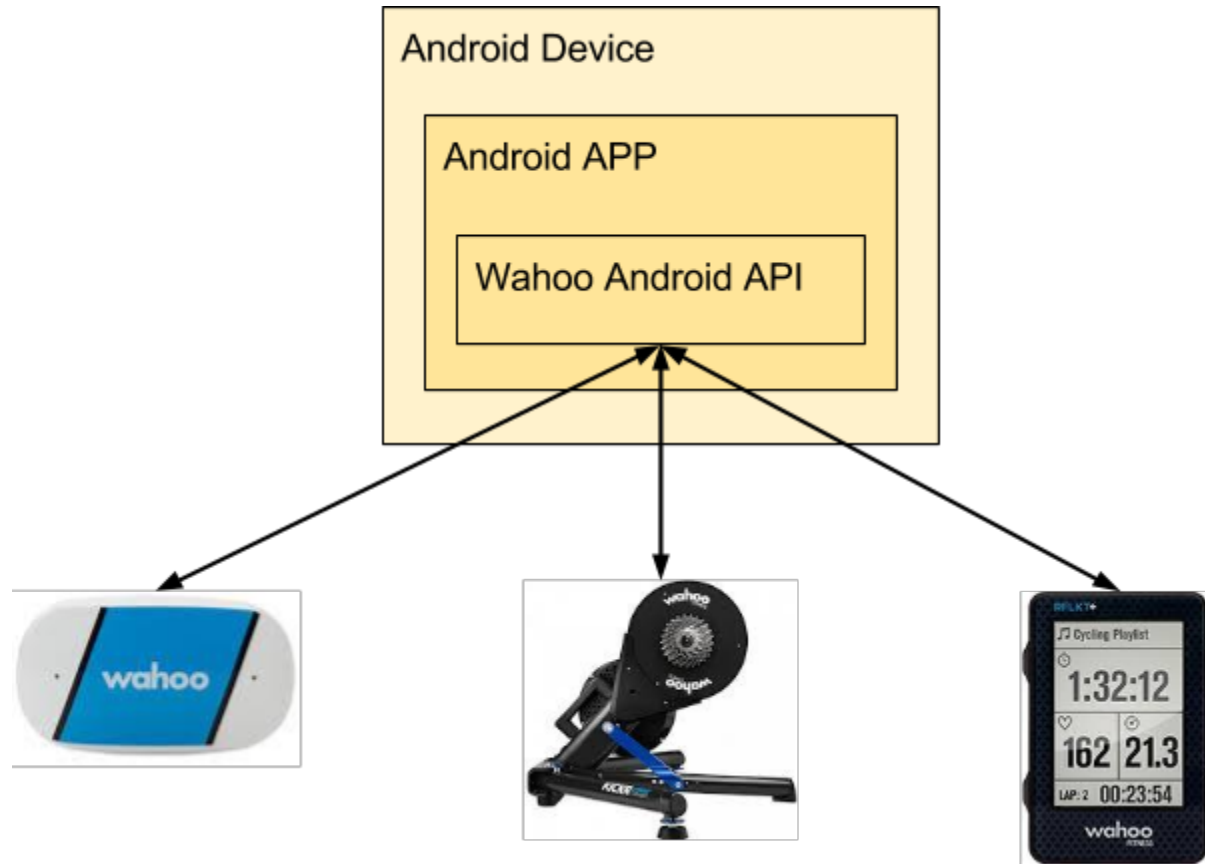 Android Device
Android APP
Wahoo Android API
wahoo
wahoo
wahoo
KICKR
RFLKT+
Cycling Playlist
1:32:12
162 21.3
LAP: 2 00:23:54
wahoo
FITNESS